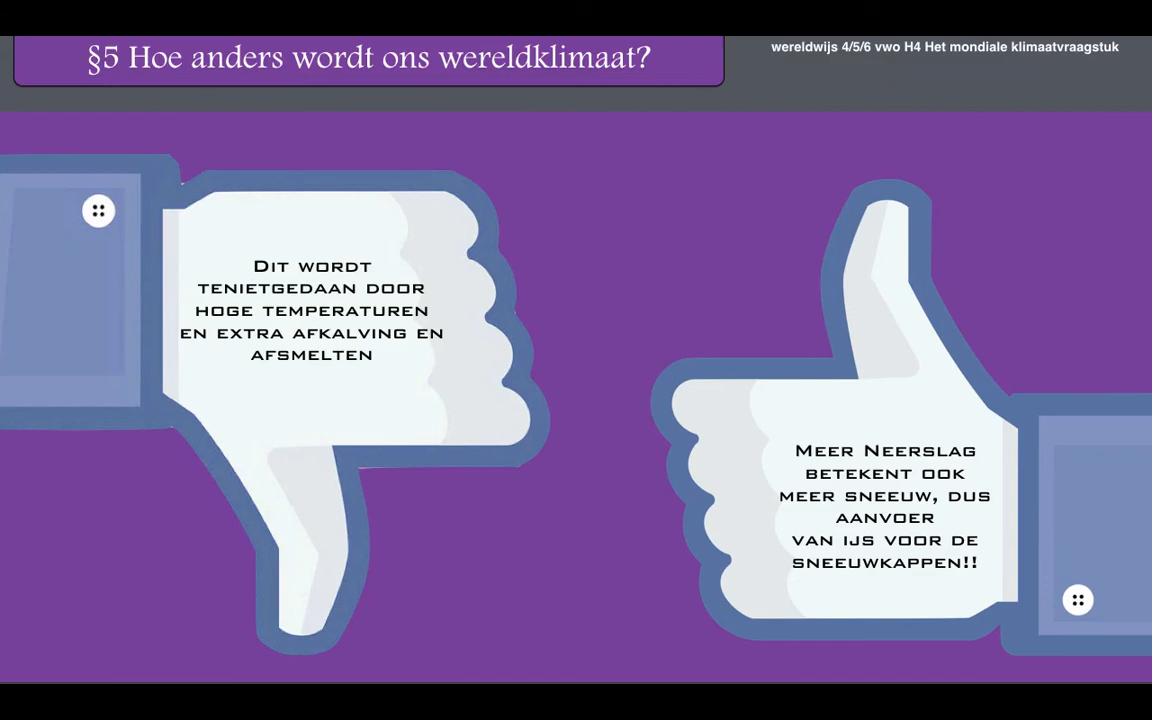 §5 Hoe anders wordt ons wereldklimaat?
wereldwijs 4/5/6 vwo H4 Het mondiale klimaatvraagstuk
Dit wordt
tenietgedaan door
hoge temperaturen
en extra afkalving en
afsmelten
Meer Neerslag
betekent ook
meer sneeuw, dus
aanvoer
van ijs voor de
sneeuwkappen!!